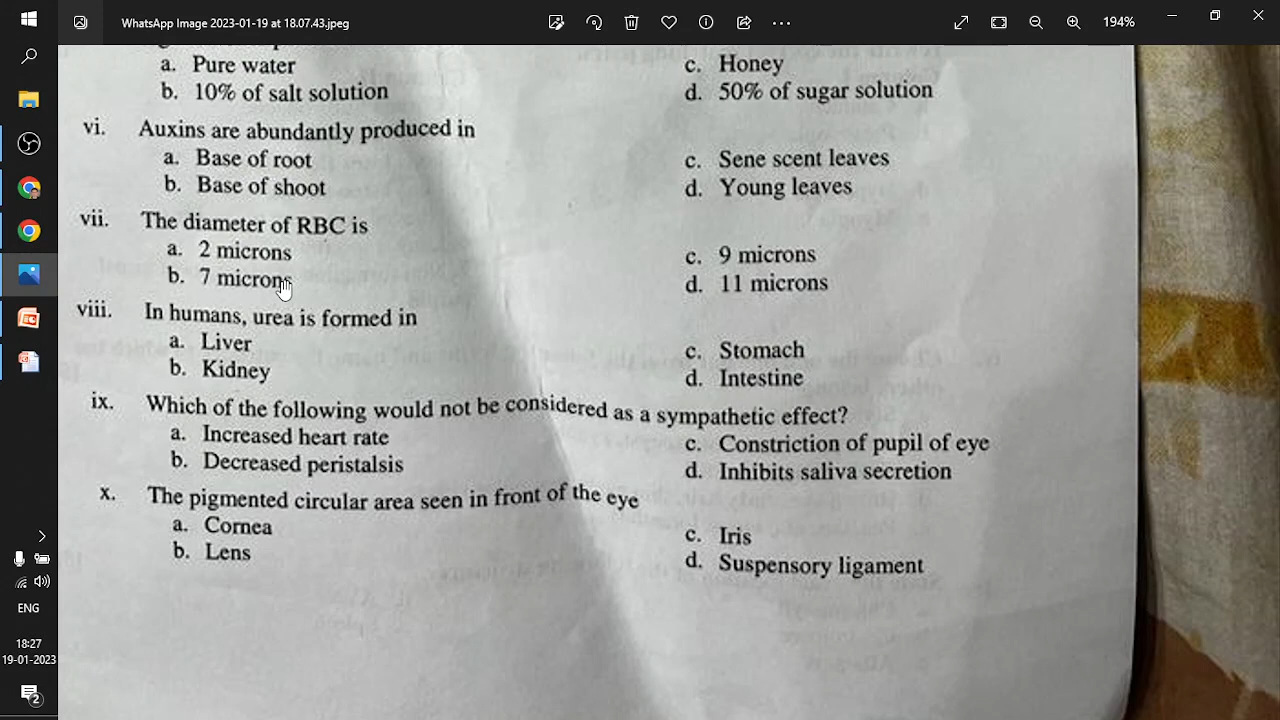 WhatsApp Image 2023-01-19 at 18.07.43.jpeg
194%
a. Pure water
b. 10% of salt solution
c. Honey
d. 50% of sugar solution
vi. Auxins are abundantly produced in
a. Base of root
b. Base of shoot
c. Sene scent leaves
d. Young leaves
vii. The diameter of RBC is
a. 2 microns
b. 7 microns
c. 9 microns
d. 11 microns
viii. In humans, urea is formed in
a. Liver
b. Kidney
c. Stomach
d. Intestine
ix. Which of the following would not be considered as a sympathetic effect?
a. Increased heart rate
b. Decreased peristalsis
c. Constriction of pupil of eye
d. Inhibits saliva secretion
x. The pigmented circular area seen in front of the eye
a. Cornea
b. Lens
c. Iris
d. Suspensory ligament
ENG
18:27
19-01-2023
2